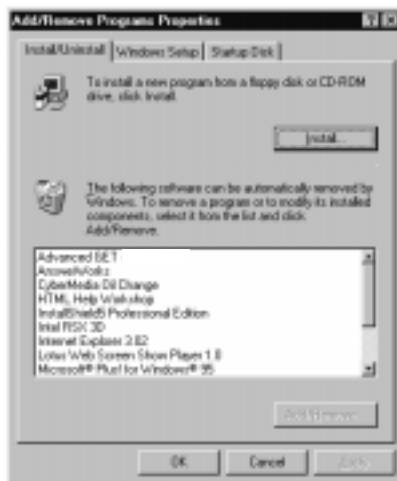 Add/Remove Programs Properties
Install/Uninstall
Windows Setup
Startup Disk
To install a new program from a floppy disk or CD-ROM
drive, click Install.
Install...
The following software can be automatically removed by
Windows. To remove a program or to modify its installed
components, select it from the list and click
Add/Remove.
Advanced GET
AnswerWorks
CyberMedia Oil Change
HTML Help Workshop
InstallShield5 Professional Edition
Intel RSX 3D
Internet Explorer 3.02
Lotus Web Screen Show Player 1.0
Microsoft® Plus! for Windows® 95
Add/Remove...
OK
Cancel
Apply